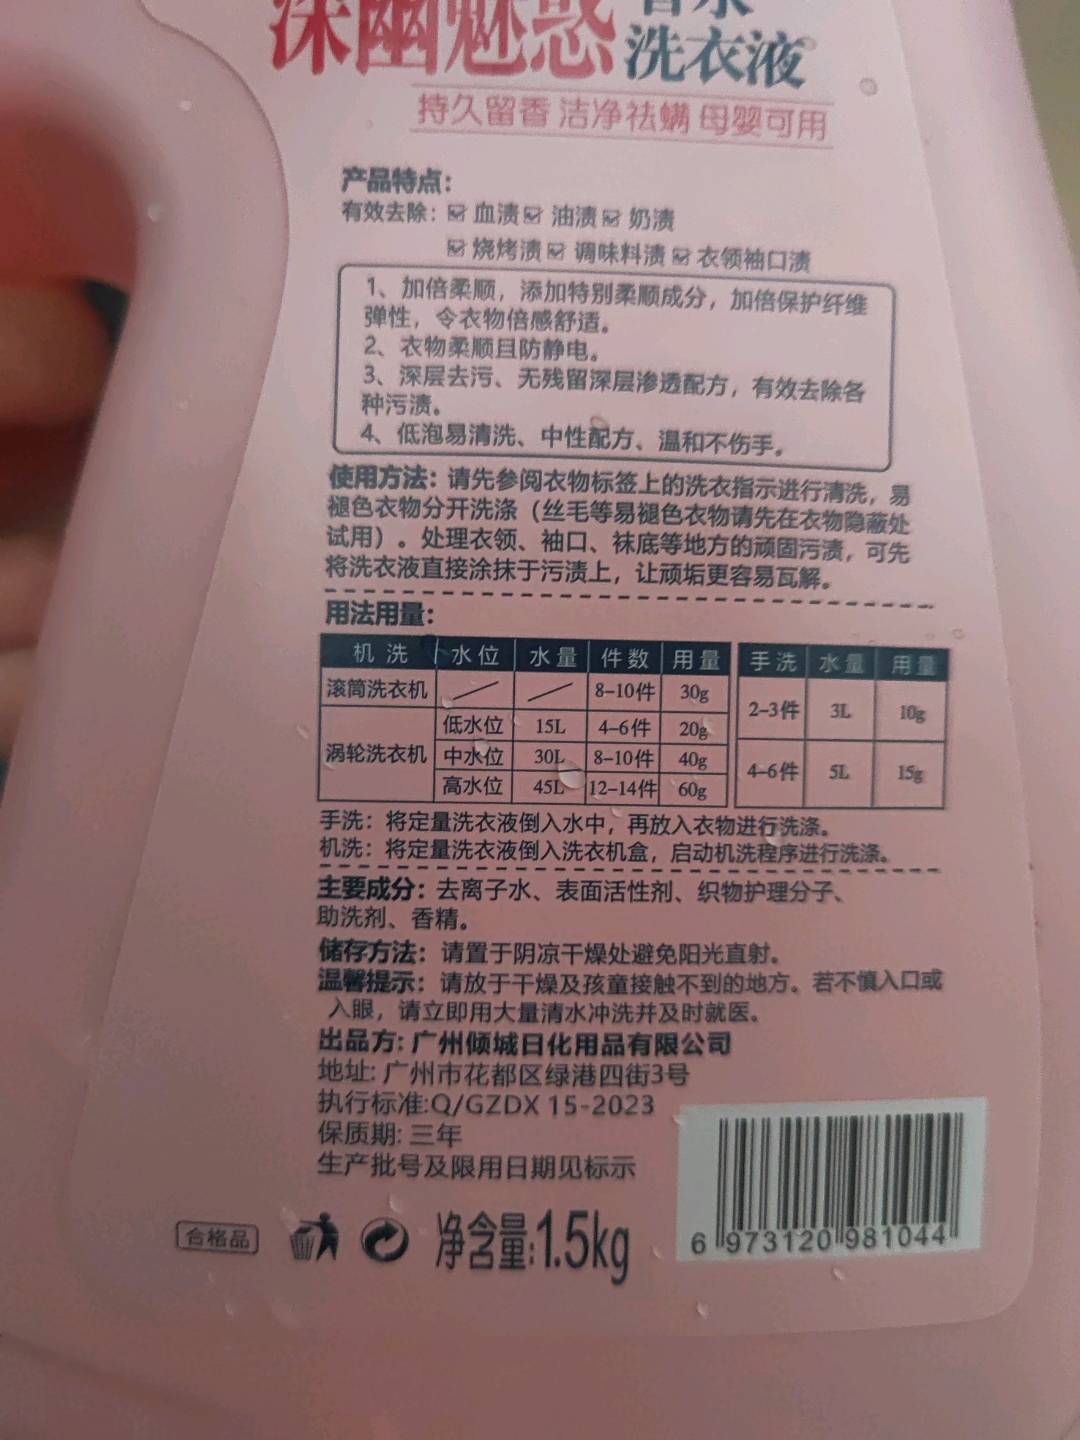 深幽魅惑 香水
洗衣液
持久留香 洁净祛螨 母婴可用
产品特点：
有效去除：☑ 血渍 ☑ 油渍 ☑ 奶渍
☑ 烧烤渍 ☑ 调味料渍 ☑ 衣领袖口渍
1、加倍柔顺，添加特别柔顺成分，加倍保护纤维
弹性，令衣物倍感舒适。
2、衣物柔顺且防静电。
3、深层去污、无残留深层渗透配方，有效去除各
种污渍。
4、低泡易清洗、中性配方、温和不伤手。
使用方法：请先参阅衣物标签上的洗衣指示进行清洗，易
褪色衣物分开洗涤（丝毛等易褪色衣物请先在衣物隐蔽处
试用）。处理衣领、袖口、袜底等地方的顽固污渍，可先
将洗衣液直接涂抹于污渍上，让顽垢更容易瓦解。
用法用量：
机洗 水位 水量 件数 用量
滚筒洗衣机 8-10件 30g
涡轮洗衣机 低水位 15L 4-6件 20g
中水位 30L 8-10件 40g
高水位 45L 12-14件 60g
手洗 水量 用量
2-3件 3L 10g
4-6件 5L 15g
手洗：将定量洗衣液倒入水中，再放入衣物进行洗涤。
机洗：将定量洗衣液倒入洗衣机盒，启动机洗程序进行洗涤。
主要成分：去离子水、表面活性剂、织物护理分子、
助洗剂、香精。
储存方法：请置于阴凉干燥处避免阳光直射。
温馨提示：请放于干燥及孩童接触不到的地方。若不慎入口或
入眼，请立即用大量清水冲洗并及时就医。
出品方：广州倾城日化用品有限公司
地址：广州市花都区绿港四街3号
执行标准:Q/GZDX 15-2023
保质期：三年
生产批号及限用日期见标示
合格品
净含量:1.5kg
6 973120 981044